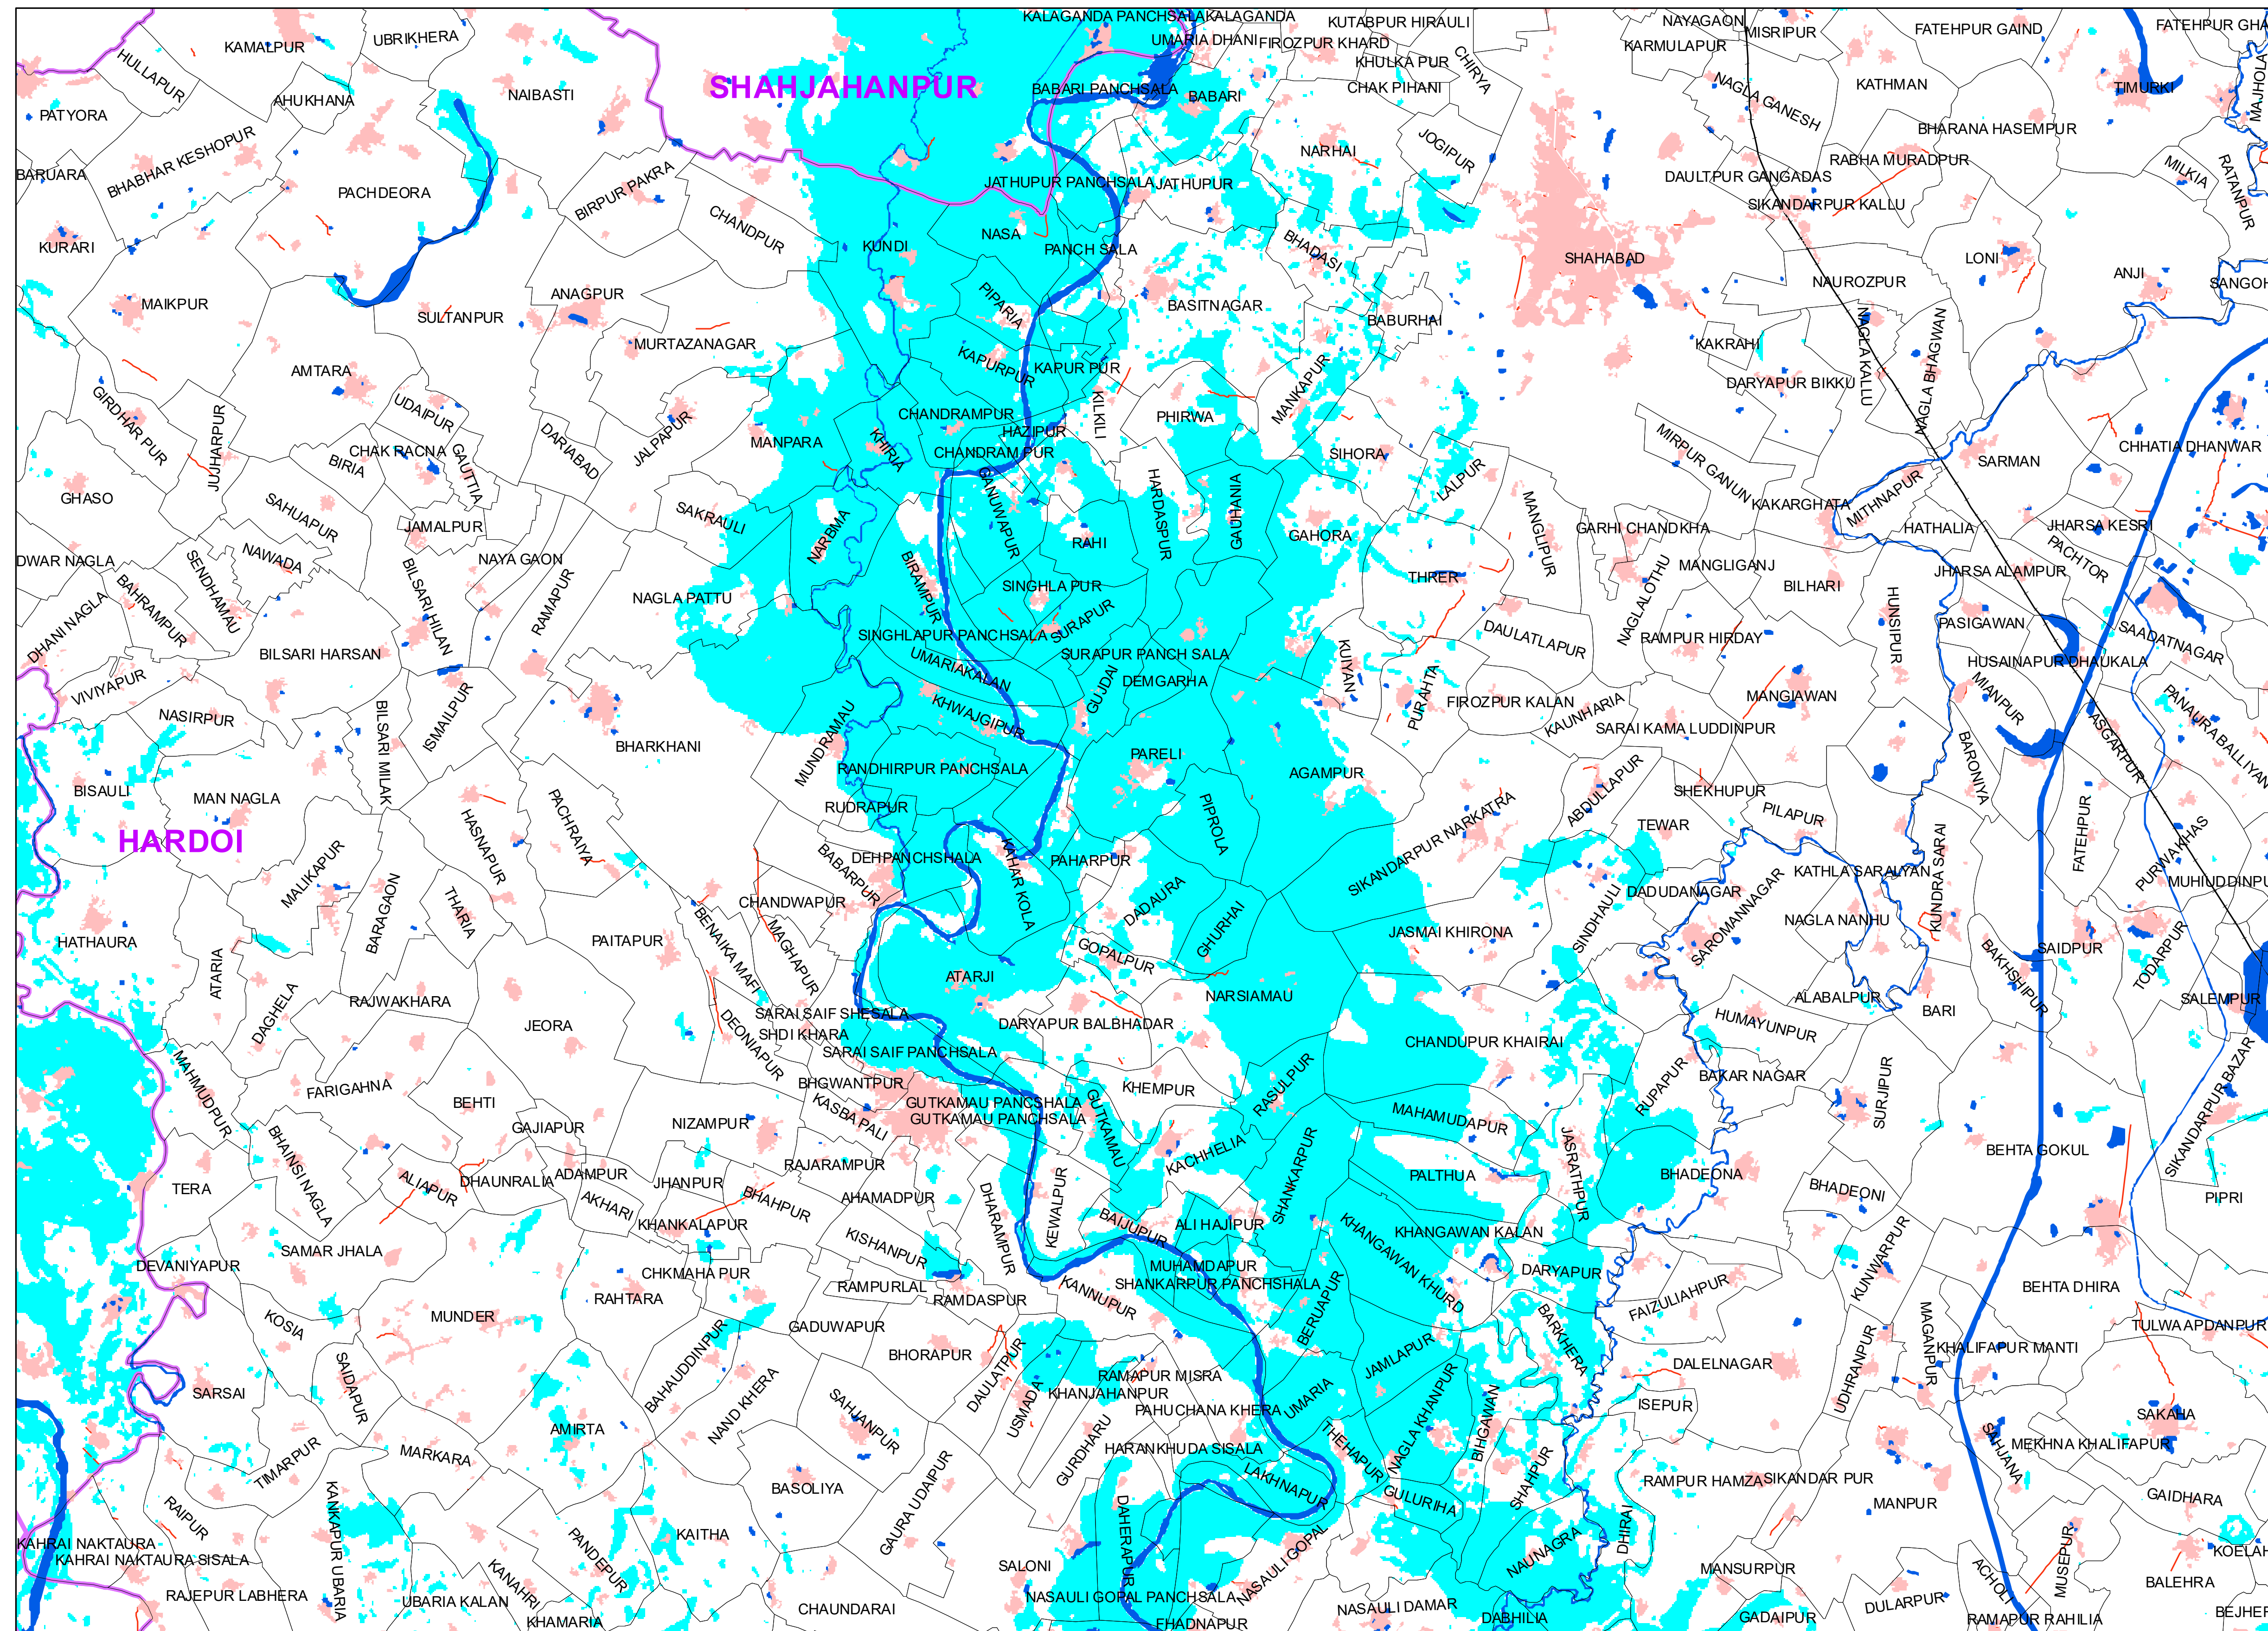 KALAGANDA PANCHSALA
KALAGANDA
KUTABPUR HIRAULI
NAYAGAON
MISRIPUR
FATEHPUR GAIND
FATEHPUR GHA
KAMALPUR
UBRIKHERA
UMARIA DHANI
FIROZPUR KHARD
KARMULAPUR
HULLAPUR
KHULKA PUR
CHIRYA
MAJHOLA
SHAHJAHANPUR
BABARI PANCHSALA
BABARI
CHAK PIHANI
NAGLA GANESH
KATHMAN
TIMURKI
PATYORA
AHUKHANA
NAIBASTI
BHARANA HASEMPUR
BHABHAR KESHOPUR
NARHAI
JOGIPUR
RABHA MURADPUR
MILKIA
RATANPUR
BARUARA
PACHDEORA
BIRPUR PAKRA
JATHUPUR PANCHSALA
JATHUPUR
DAULTPUR GANGADAS
SIKANDARPUR KALLU
CHANDPUR
KURARI
KUNDI
NASA
PANCH SALA
BHADASI
SHAHABAD
LONI
ANJI
SANGOH
NAUROZPUR
MAIKPUR
SULTANPUR
ANAGPUR
PIPARIA
BASITNAGAR
BABURHAI
NAGLA KALLU
NAGLA BHAGWAN
MURTAZANAGAR
KAKRAHI
AMTARA
KAPURPUR
KAPUR PUR
DARYAPUR BIKKU
MANKAPUR
GIRDHAR PUR
JUJHARPUR
UDAIPUR
CHANDRAMPUR
KILKILI
PHIRWA
DARIABAD
JALPAPUR
MANPARA
KHIRIA
HAZIPUR
CHANDRAM PUR
SIHORA
LALPUR
MIRPUR GANUN
SARMAN
CHHATIA DHANWAR
CHAK RACNA
BIRIA
GAUTTIA
GHASO
SAHUAPUR
JAMALPUR
SAKRAULI
NARBMA
GANUWAPUR
RAHI
HARDASPUR
GAUHANIA
GAHORA
MANGLIPUR
GARHI CHANDKHA
KAKARGHATA
MITHNAPUR
HATHALIA
JHARSA KESRI
PACHTOR
DWAR NAGLA
NAWADA
SENDHAMAU
NAYA GAON
BILSARI HILAN
RAMAPUR
NAGLA PATTU
BIRAMPUR
SINGHLA PUR
THRER
NAGLALOTHU
MANGLIGANJ
BILHARI
JHARSA ALAMPUR
HUNSIPUR
BAHRAMPUR
DHANI NAGLA
SURAPUR
SINGHLAPUR PANCHSALA
DAULATLAPUR
RAMPUR HIRDAY
PASIGAWAN
SAADATNAGAR
BILSARI HARSAN
UMARIAKALAN
SURAPUR PANCH SALA
DEMGARHA
GUJDAI
KUIYAN
HUSAINAPUR DHAUKALA
MIANPUR
VIVIYAPUR
NASIRPUR
BILSARI MILAK
ISMAILPUR
BHARKHANI
MUNDRAMAU
KHWAJGIPUR
PURAHTA
FIROZPUR KALAN
KAUNHARIA
SARAI KAMA LUDDINPUR
MANGIAWAN
ASGARPUR
PANAURA BALLIYAN
BARONIYA
RANDHIRPUR PANCHSALA
PARELI
AGAMPUR
BISAULI
MAN NAGLA
HASNAPUR
PACHRAIYA
RUDRAPUR
PIPROLA
SIKANDARPUR NARKATRA
ABDULLAPUR
SHEKHUPUR
PILAPUR
TEWAR
FATEHPUR
PURWA KHAS
HARDOI
MALIKAPUR
BARAGAON
THARIA
BABARPUR
DEHPANCHSHALA
KAHAR KOLA
PAHARPUR
DADAURA
GHURHAI
SINDHAULI
DADUDANAGAR
SAROMANNAGAR
KATHLA SARAIYAN
KUNDRA SARAI
MUHIUDDINPU
CHANDWAPUR
NAGLA NANHU
HATHAURA
PAITAPUR
BENAIKA MAFI
MAGHAPUR
GOPALPUR
JASMAI KHIRONA
BAKHSHIPUR
SAIDPUR
TODARPUR
ATARIA
DAGHELA
RAJWAKHARA
JEORA
ATARJI
NARSIAMAU
ALABALPUR
BARI
SALEMPUR
DEONIAPUR
SARAI SAIF SHESALA
SHDI KHARA
DARYAPUR BALBHADAR
HUMAYUNPUR
SARAI SAIF PANCHSALA
CHANDUPUR KHAIRAI
MAHMUDPUR
FARIGAHNA
BEHTI
BHGWANTPUR
KHEMPUR
RASULPUR
RUPAPUR
BAKAR NAGAR
SURJIPUR
SIKANDARPUR BAZAR
GUTKAMAU PANCSHALA
GUTKAMAU PANCHSALA
KASBA PALI
GUTKAMAU
MAHAMUDAPUR
GAJIAPUR
NIZAMPUR
BHAINSI NAGLA
KACHHELIA
JASRATHPUR
BEHTA GOKUL
TERA
ALIAPUR
DHAUNRALIA
ADAMPUR
JHANPUR
RAJARAMPUR
SHANKARPUR
PALTHUA
BHADEONA
BHADEONI
PIPRI
AKHARI
BHAHPUR
AHAMADPUR
DHARAMPUR
KEWALPUR
BAIJUPUR
ALI HAJIPUR
KHANKALAPUR
KHANGAWAN KALAN
KHANGAWAN KHURD
SAMAR JHALA
KISHANPUR
DEVANIYAPUR
CHKMAHA PUR
MUHAMDAPUR
SHANKARPUR PANCHSHALA
DARYAPUR
KUNWARPUR
BEHTA DHIRA
RAHTARA
RAMPURLAL
RAMDASPUR
KANNUPUR
BERUAPUR
FAIZULIAHPUR
KOSIA
MUNDER
GADUWAPUR
BARKHERA
TULWA APDANPUR
BHORAPUR
JAMLAPUR
MAGANPUR
KHALIFAPUR MANTI
SAIDAPUR
BAHAUDDINPUR
DAULATPUR
RAMAPUR MISRA
KHANJAHANPUR
DALELNAGAR
UDHRANPUR
SARSAI
NAND KHERA
SAHJANPUR
USMADA
PAHUCHANA KHERA
UMARIA
NAGLA KHANPUR
BIHGAWAN
ISEPUR
SAKAHA
AMIRTA
MARKARA
TIMARPUR
GURDHARU
HARANKHUDA SISALA
THEHAPUR
SAHJANA
MEKHNA KHALIFAPUR
BASOLIYA
LAKHNAPUR
GULURIHA
SHAHPUR
RAMPUR HAMZA
SIKANDAR PUR
MANPUR
GAIDHARA
RAIPUR
KANKAPUR UBARIA
PANDEPUR
KAITHA
GAURA UDAIPUR
DAHERAPUR
NASAULI GOPAL
NAUNAGRA
DHIRAI
KAHRAI NAKTAURA
KAHRAI NAKTAURA SISALA
SALONI
MUSEPUR
KOELAH
RAJEPUR LABHERA
UBARIA KALAN
KANAHRI
KHAMARIA
CHAUNDARAI
NASAULI GOPAL PANCHSALA
NASAULI DAMAR
DABHILIA
MANSURPUR
GADAIPUR
DULARPUR
ACHOLI
BALEHRA
RAMAPUR RAHILIA
BEJHER